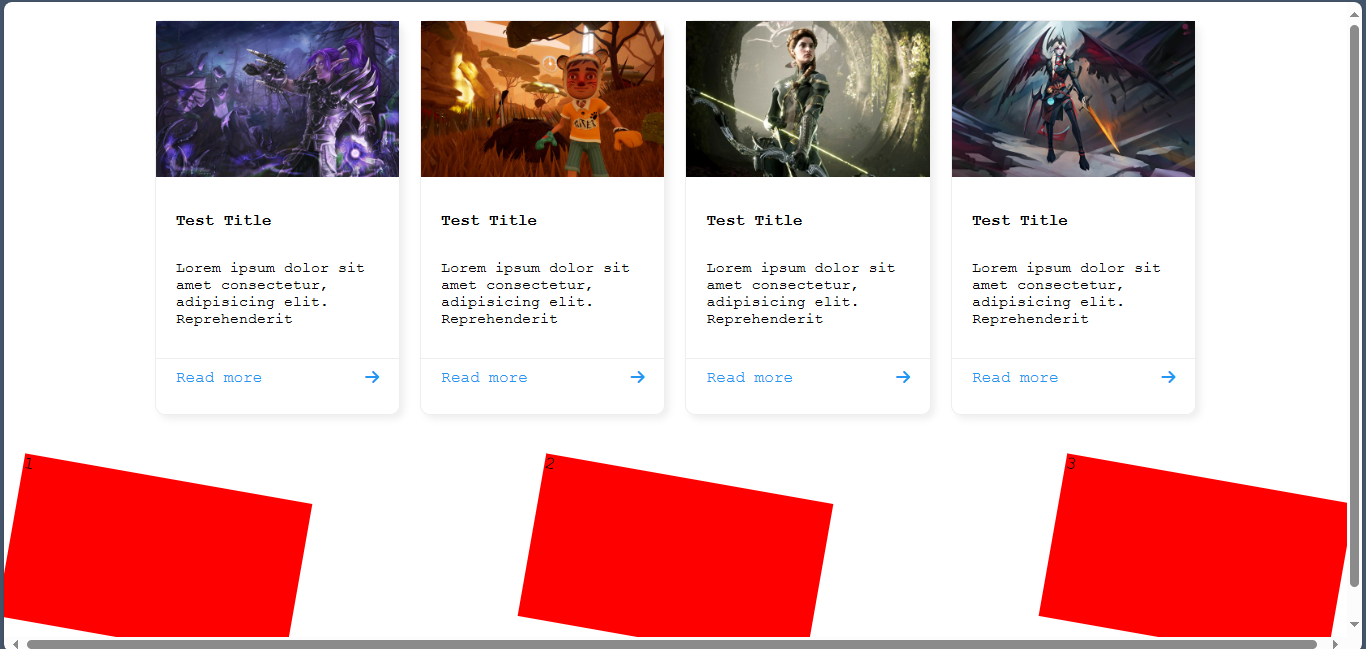 Test Title
Lorem ipsum dolor sit
amet consectetur,
adipisicing elit.
Reprehenderit
Read more
Test Title
Lorem ipsum dolor sit
amet consectetur,
adipisicing elit.
Reprehenderit
Read more
Test Title
Lorem ipsum dolor sit
amet consectetur,
adipisicing elit.
Reprehenderit
Read more
Test Title
Lorem ipsum dolor sit
amet consectetur,
adipisicing elit.
Reprehenderit
Read more
1
2
3